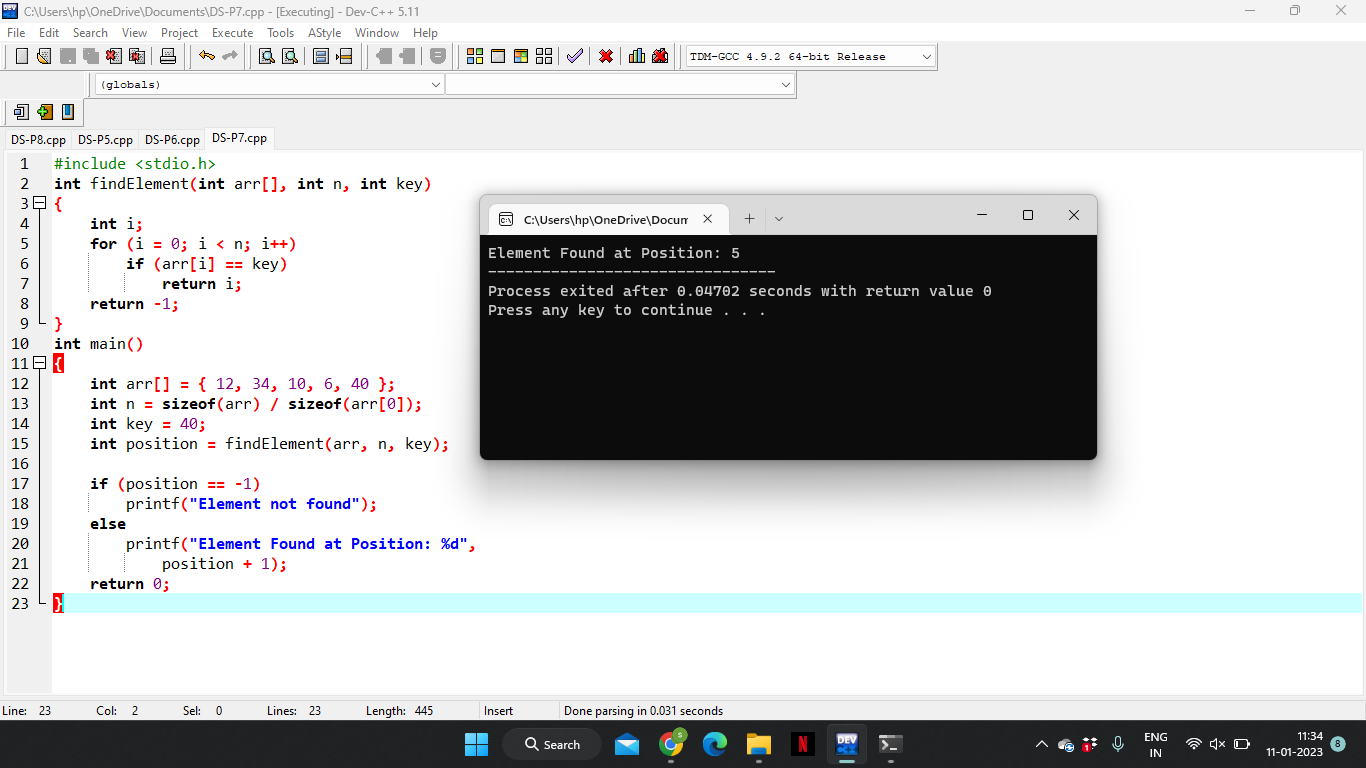 C:\Users\hp\OneDrive\Documents\DS-P7.cpp - [Executing] - Dev-C++ 5.11
File Edit Search View Project Execute Tools AStyle Window Help
TDM-GCC 4.9.2 64-bit Release
(globals)
DS-P8.cpp DS-P5.cpp DS-P6.cpp DS-P7.cpp
1 #include <stdio.h>
2 int findElement(int arr[], int n, int key)
3 {
4 int i;
5 for (i = 0; i < n; i++)
6 if (arr[i] == key)
7 return i;
8 return -1;
9 }
10 int main()
11 {
12 int arr[] = { 12, 34, 10, 6, 40 };
13 int n = sizeof(arr) / sizeof(arr[0]);
14 int key = 40;
15 int position = findElement(arr, n, key);
16
17 if (position == -1)
18 printf("Element not found");
19 else
20 printf("Element Found at Position: %d",
21 position + 1);
22 return 0;
23 }
C:\Users\hp\OneDrive\Docum
Element Found at Position: 5
--------------------------------
Process exited after 0.04702 seconds with return value 0
Press any key to continue . . .
Line: 23 Col: 2 Sel: 0 Lines: 23 Length: 445 Insert Done parsing in 0.031 seconds
Search
S
N
DEV
1
ENG
IN
11:34
11-01-2023
8